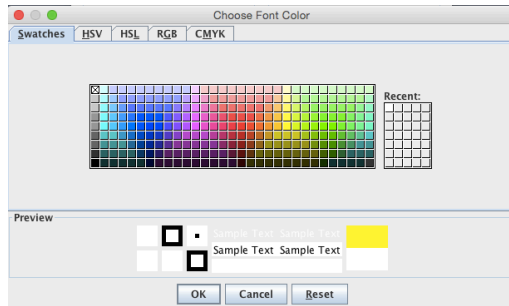 Choose Font Color
Swatches HSV HSL RGB CMYK
Recent:
Preview
Sample Text Sample Text
Sample Text Sample Text
OK Cancel Reset